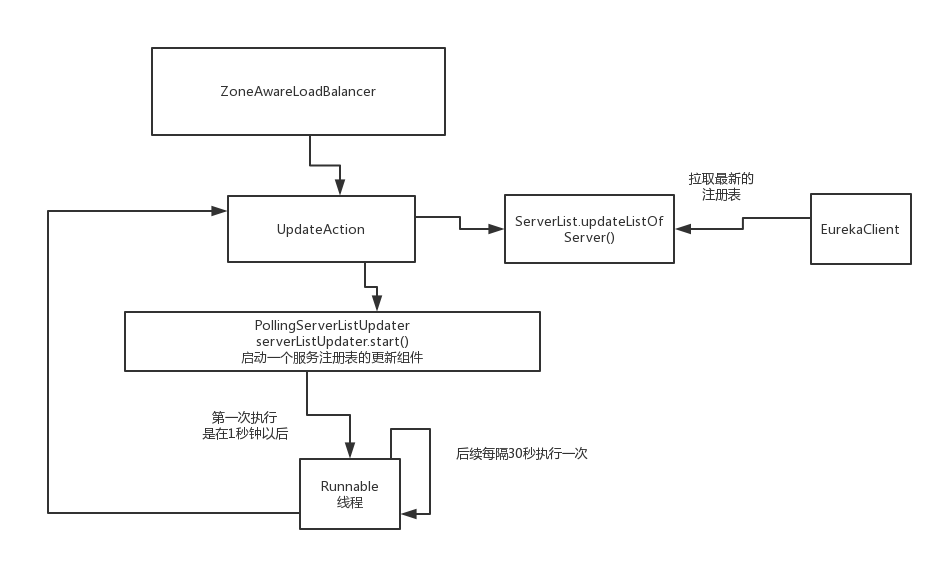 ZoneAwareLoadBalancer
拉取最新的
注册表
UpdateAction
ServerList.updateListOf
Server()
EurekaClient
PollingServerListUpdater
serverListUpdater.start()
启动一个服务注册表的更新组件
第一次执行
是在1秒钟以后
后续每隔30秒执行一次
Runnable
线程